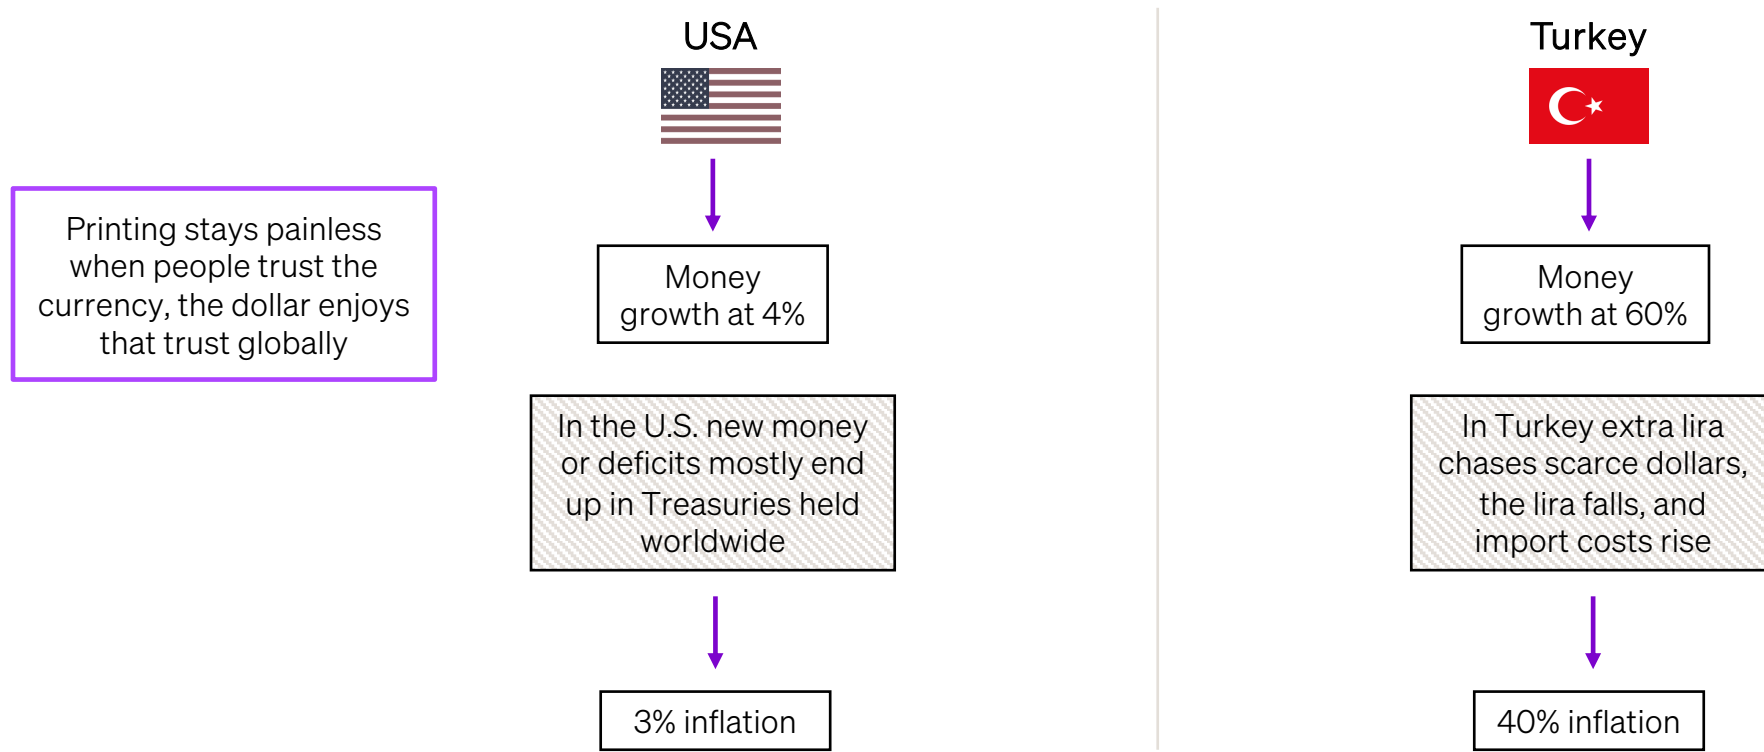 USA
Turkey
Printing stays painless
when people trust the
currency, the dollar enjoys
that trust globally
Money
growth at 4%
Money
growth at 60%
In the U.S. new money
or deficits mostly end
up in Treasuries held
worldwide
In Turkey extra lira
chases scarce dollars,
the lira falls, and
import costs rise
3% inflation
40% inflation